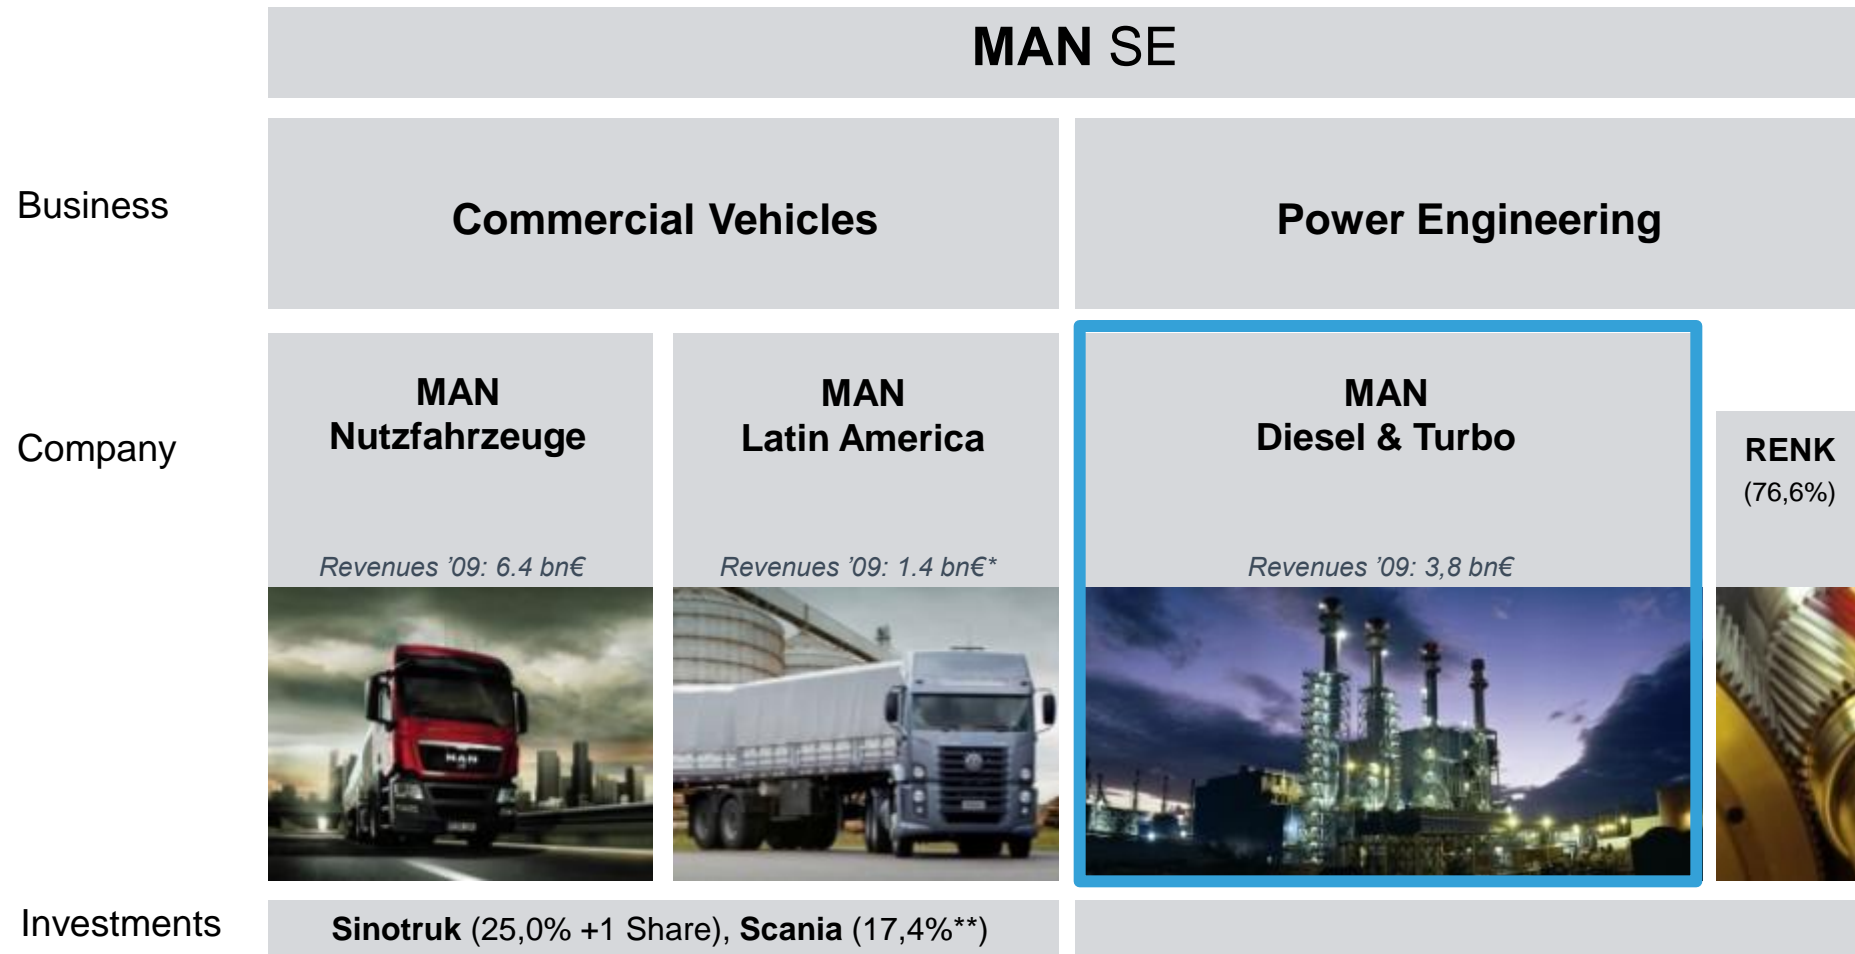 MAN SE
Business
Commercial Vehicles
Power Engineering
Company
MAN
Nutzfahrzeuge
Revenues ’09: 6.4 bn€
MAN
Latin America
Revenues ’09: 1.4 bn€*
MAN
Diesel & Turbo
Revenues ’09: 3,8 bn€
RENK
(76,6%)
MAN
Investments
Sinotruk (25,0% +1 Share), Scania (17,4%**)